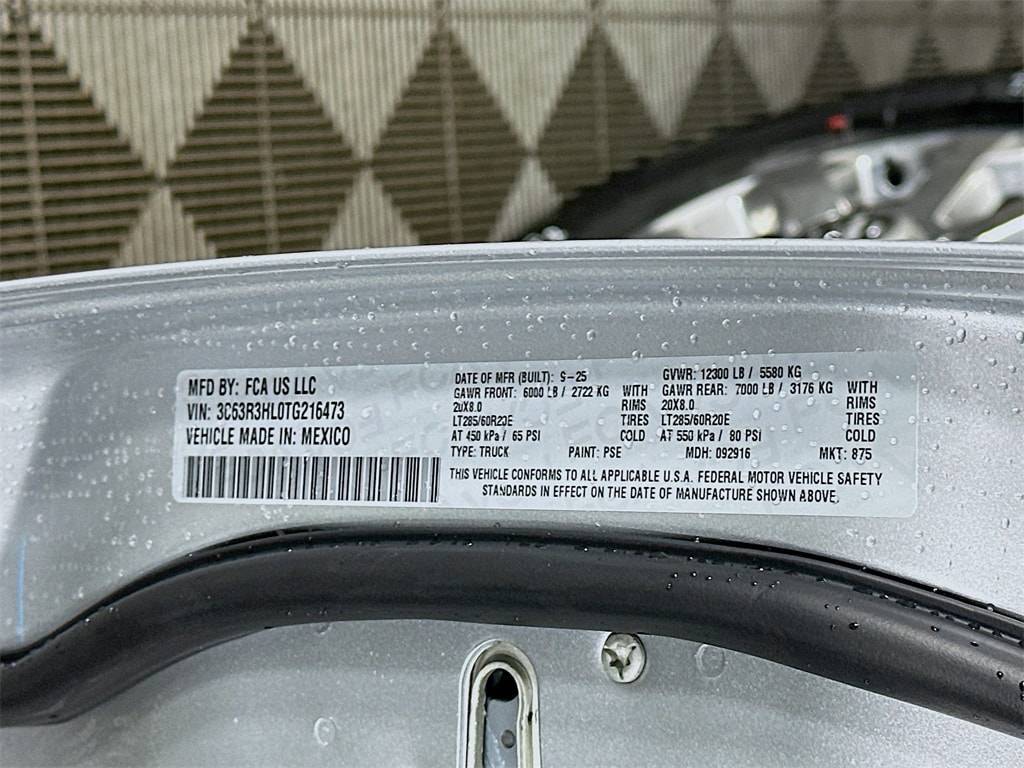 MFD BY: FCA US LLC
VIN: 3C63R3HL0TG216473
VEHICLE MADE IN: MEXICO
DATE OF MFR (BUILT): 9-25 GVWR: 12300 LB / 5580 KG
GAWR FRONT: 6000 LB / 2722 KG WITH GAWR REAR: 7000 LB / 3176 KG WITH
20X8.0 RIMS 20X8.0 RIMS
LT285/60R20E TIRES LT285/60R20E TIRES
AT 450 kPa / 65 PSI COLD AT 550 kPa / 80 PSI COLD
TYPE: TRUCK PAINT: PSE MDH: 092916 MKT: 875
THIS VEHICLE CONFORMS TO ALL APPLICABLE U.S.A. FEDERAL MOTOR VEHICLE SAFETY
STANDARDS IN EFFECT ON THE DATE OF MANUFACTURE SHOWN ABOVE.